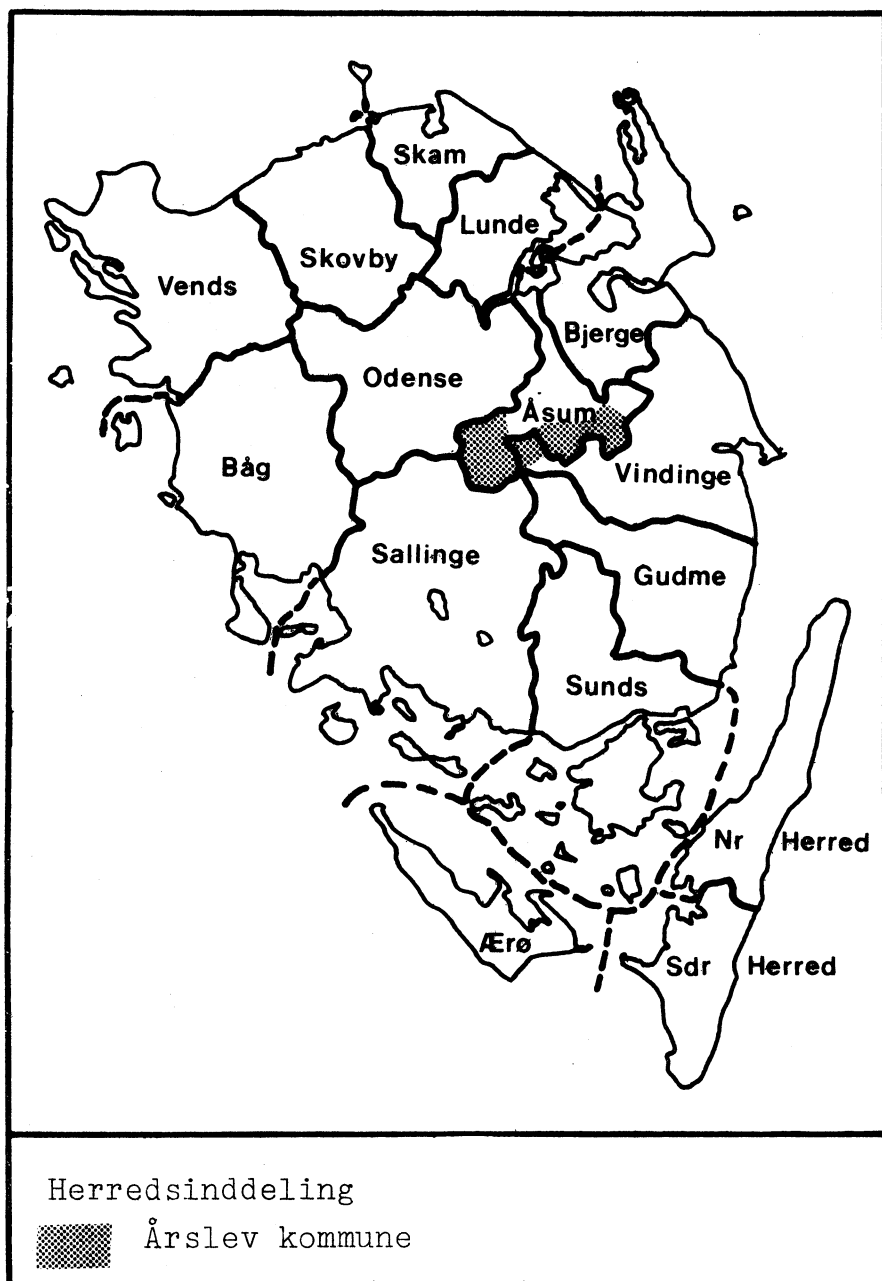 Skam
Lunde
Skovby
Vends
Bjerge
Odense
Åsum
Båg
Vindinge
Sallinge
Gudme
Sunds
Nr Herred
Ærø
Sdr Herred
Herredsinddeling
Årslev kommune